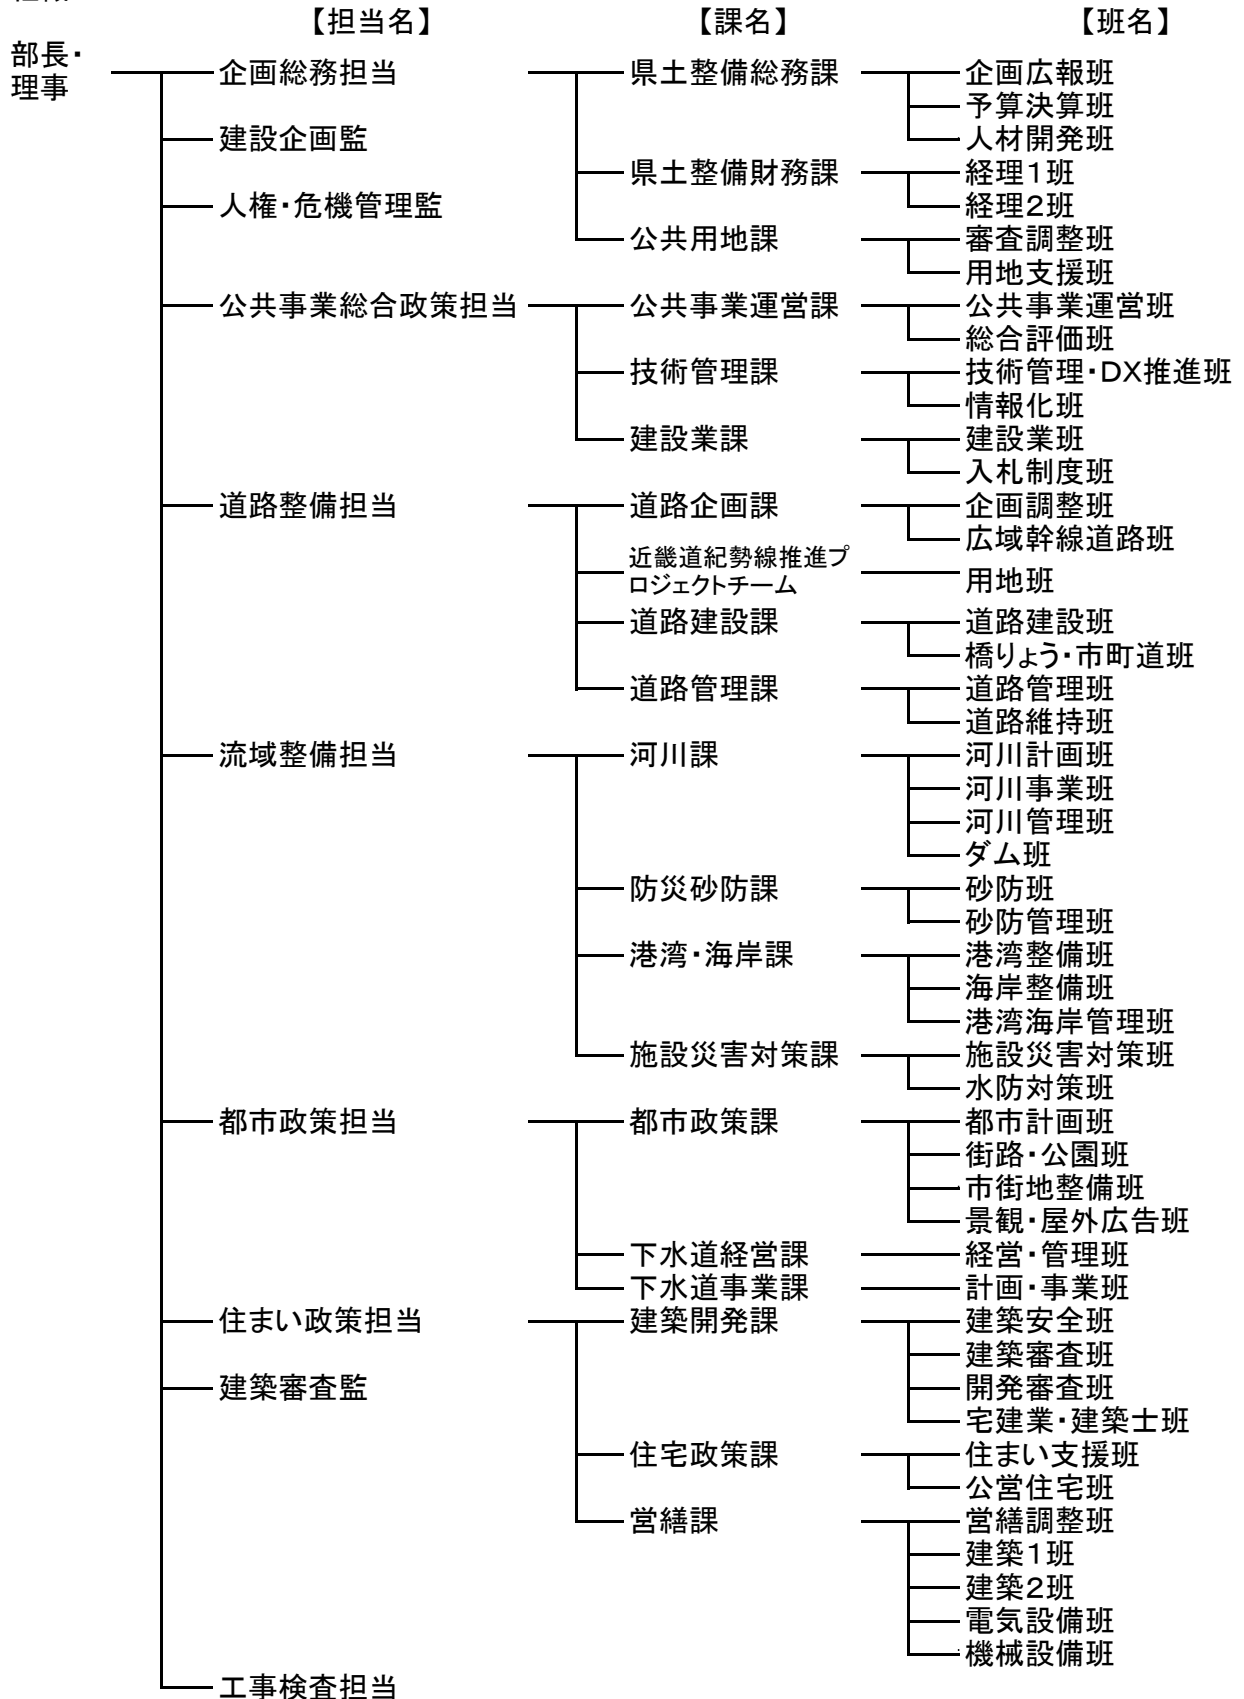 【担当名】 【課名】 【班名】
部長・
理事
企画総務担当 県土整備総務課 企画広報班
予算決算班
建設企画監 人材開発班
県土整備財務課 経理1班
人権・危機管理監 経理2班
公共用地課 審査調整班
用地支援班
公共事業総合政策担当 公共事業運営課 公共事業運営班
総合評価班
技術管理課 技術管理・DX推進班
情報化班
建設業課 建設業班
入札制度班
道路整備担当 道路企画課 企画調整班
広域幹線道路班
近畿道紀勢線推進プ
ロジェクトチーム 用地班
道路建設課 道路建設班
橋りょう・市町道班
道路管理課 道路管理班
道路維持班
流域整備担当 河川課 河川計画班
河川事業班
河川管理班
ダム班
防災砂防課 砂防班
砂防管理班
港湾・海岸課 港湾整備班
海岸整備班
港湾海岸管理班
施設災害対策課 施設災害対策班
水防対策班
都市政策担当 都市政策課 都市計画班
街路・公園班
市街地整備班
景観・屋外広告班
下水道経営課 経営・管理班
下水道事業課 計画・事業班
住まい政策担当 建築開発課 建築安全班
建築審査班
建築審査監 開発審査班
宅建業・建築士班
住宅政策課 住まい支援班
公営住宅班
営繕課 営繕調整班
建築1班
建築2班
電気設備班
機械設備班
工事検査担当